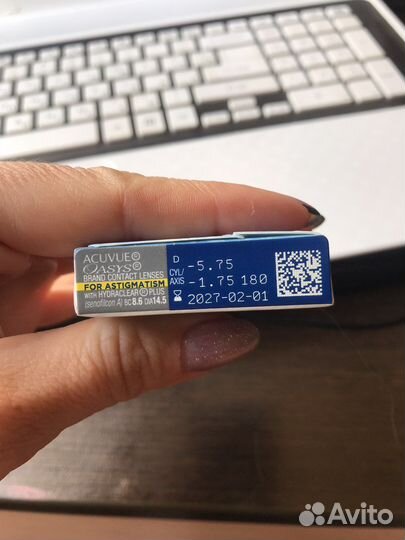 ACUVUE®
OASYS®
BRAND CONTACT LENSES
FOR ASTIGMATISM
WITH HYDRACLEAR® PLUS
(senofilcon A) BC 8.6 DIA 14.5
D -5.75
CYL/
AXIS -1.75 180
2027-02-01
Avito